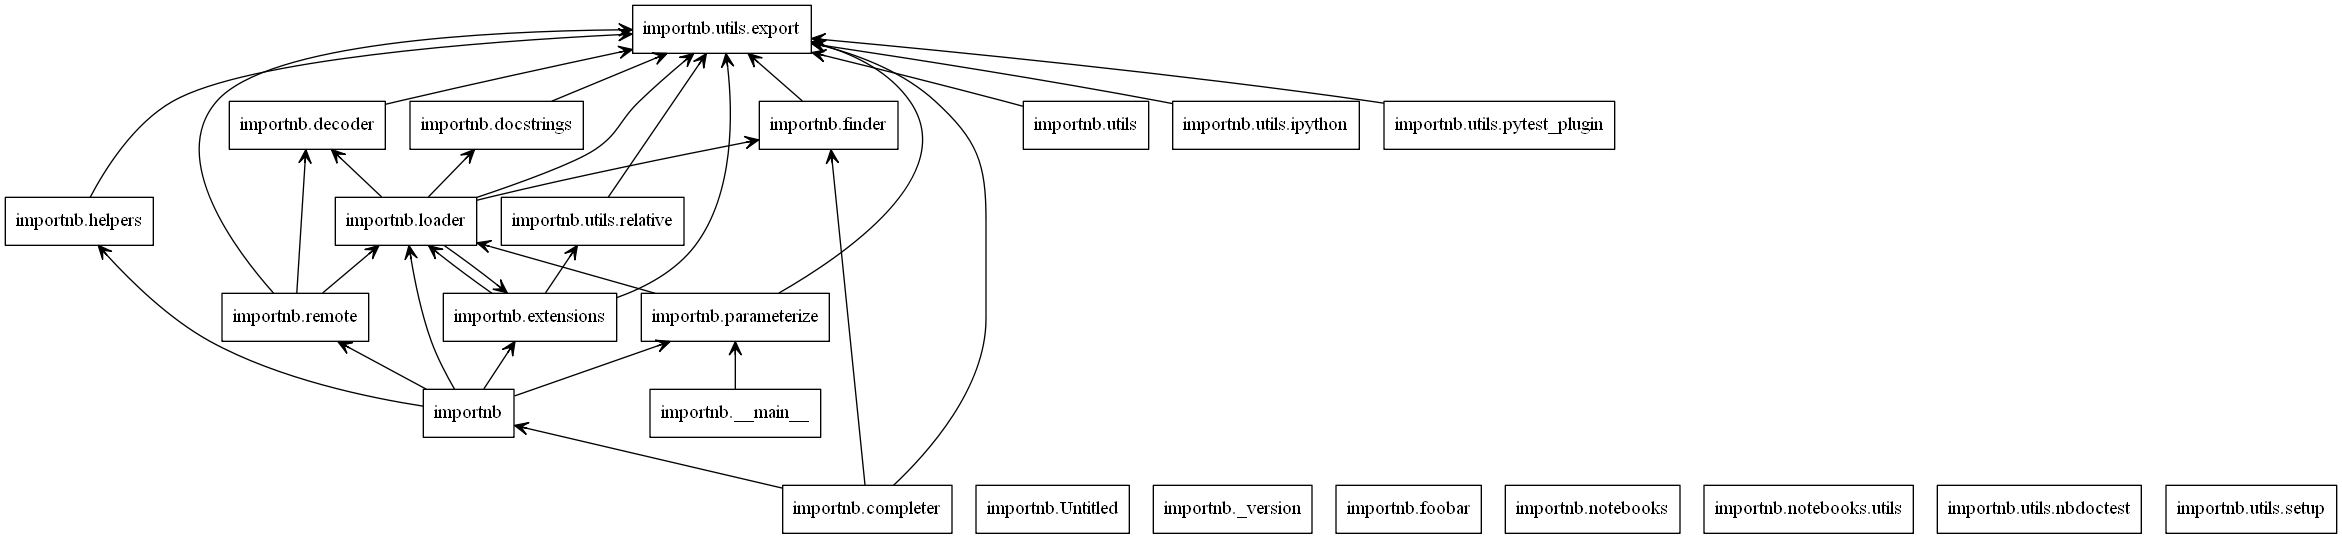 importnb.utils.export
importnb.decoder
importnb.docstrings
importnb.finder
importnb.utils
importnb.utils.ipython
importnb.utils.pytest_plugin
importnb.helpers
importnb.loader
importnb.utils.relative
importnb.remote
importnb.extensions
importnb.parameterize
importnb
importnb.__main__
importnb.completer
importnb.Untitled
importnb._version
importnb.foobar
importnb.notebooks
importnb.notebooks.utils
importnb.utils.nbdoctest
importnb.utils.setup